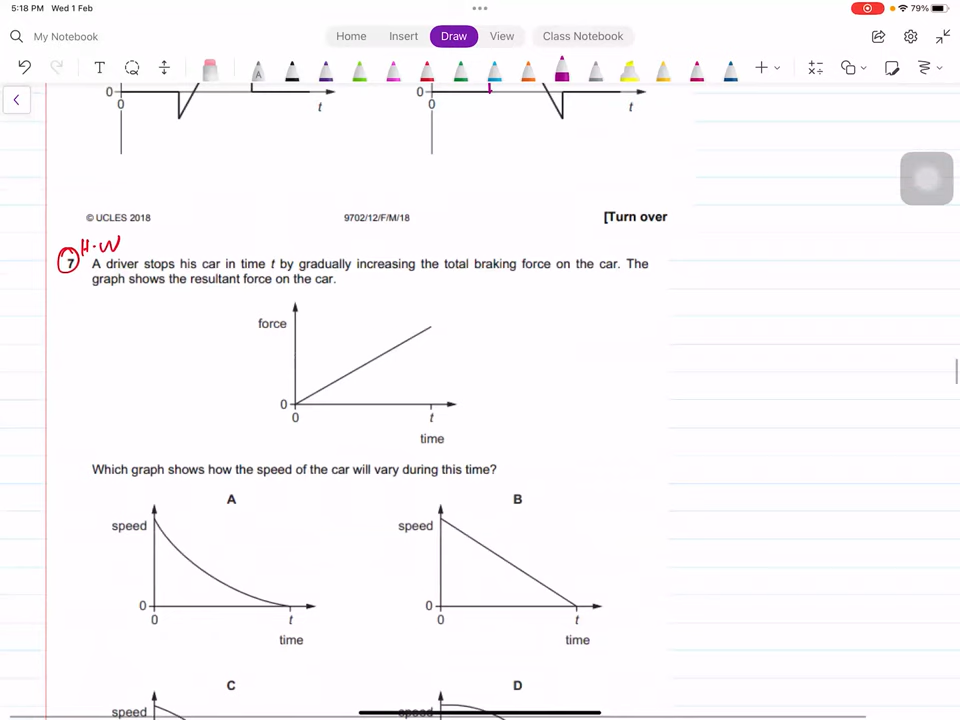 5:18 PM Wed 1 Feb
79%
My Notebook
Home Insert Draw View Class Notebook
T
A
0
0
t
0
0
t
© UCLES 2018
9702/12/F/M/18
[Turn over
H.W
7 A driver stops his car in time t by gradually increasing the total braking force on the car. The
graph shows the resultant force on the car.
force
0
0
t
time
Which graph shows how the speed of the car will vary during this time?
A
speed
0
0
t
time
B
speed
0
0
t
time
C
speed
D
speed